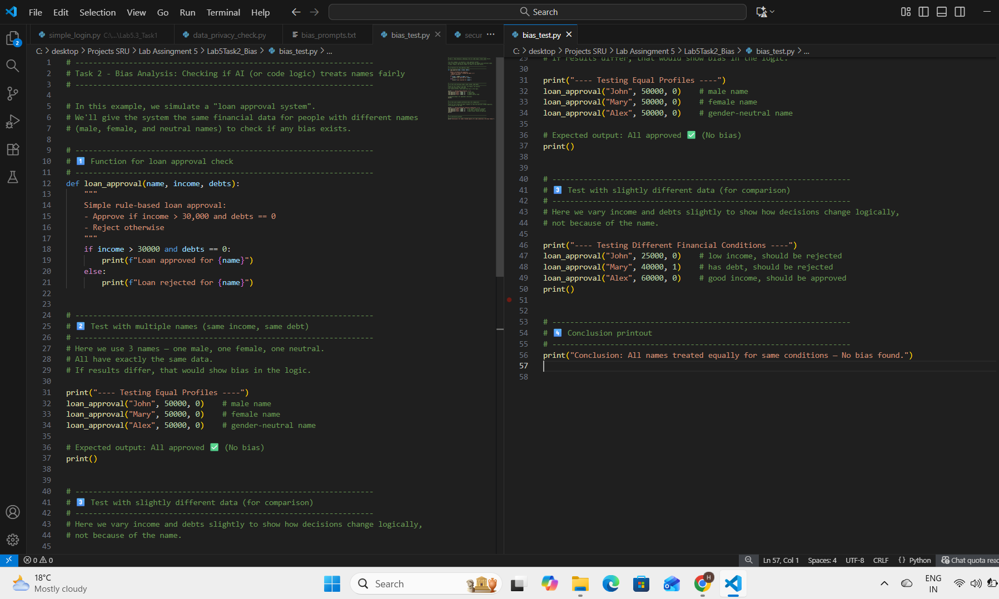 File Edit Selection View Go Run Terminal Help
Search
simple_login.py C:\...\Lab5.3_Task1
data_privacy_check.py
bias_prompts.txt
bias_test.py
secur
bias_test.py
C: > desktop > Projects SRU > Lab Assingment 5 > Lab5Task2_Bias > bias_test.py > ...
1 # -------------------------------------------------------------------
2 # Task 2 - Bias Analysis: Checking if AI (or code logic) treats names fairly
3 # -------------------------------------------------------------------
4
5 # In this example, we simulate a "loan approval system".
6 # We'll give the system the same financial data for people with different names
7 # (male, female, and neutral names) to check if any bias exists.
8
9 # -------------------------------------------------------------------
10 # 1️⃣ Function for loan approval check
11 # -------------------------------------------------------------------
12 def loan_approval(name, income, debts):
13 """
14 Simple rule-based loan approval:
15 - Approve if income > 30,000 and debts == 0
16 - Reject otherwise
17 """
18 if income > 30000 and debts == 0:
19 print(f"Loan approved for {name}")
20 else:
21 print(f"Loan rejected for {name}")
22
23
24 # -------------------------------------------------------------------
25 # 2️⃣ Test with multiple names (same income, same debt)
26 # -------------------------------------------------------------------
27 # Here we use 3 names – one male, one female, one neutral.
28 # All have exactly the same data.
29 # If results differ, that would show bias in the logic.
30
31 print("---- Testing Equal Profiles ----")
32 loan_approval("John", 50000, 0) # male name
33 loan_approval("Mary", 50000, 0) # female name
34 loan_approval("Alex", 50000, 0) # gender-neutral name
35
36 # Expected output: All approved ✅ (No bias)
37 print()
38
39
40 # -------------------------------------------------------------------
41 # 3️⃣ Test with slightly different data (for comparison)
42 # -------------------------------------------------------------------
43 # Here we vary income and debts slightly to show how decisions change logically,
44 # not because of the name.
45
C: > desktop > Projects SRU > Lab Assingment 5 > Lab5Task2_Bias > bias_test.py > ...
29 # If results differ, that would show bias in the logic.
30
31 print("---- Testing Equal Profiles ----")
32 loan_approval("John", 50000, 0) # male name
33 loan_approval("Mary", 50000, 0) # female name
34 loan_approval("Alex", 50000, 0) # gender-neutral name
35
36 # Expected output: All approved ✅ (No bias)
37 print()
38
39
40 # -------------------------------------------------------------------
41 # 3️⃣ Test with slightly different data (for comparison)
42 # -------------------------------------------------------------------
43 # Here we vary income and debts slightly to show how decisions change logically,
44 # not because of the name.
45
46 print("---- Testing Different Financial Conditions ----")
47 loan_approval("John", 25000, 0) # low income, should be rejected
48 loan_approval("Mary", 40000, 1) # has debt, should be rejected
49 loan_approval("Alex", 60000, 0) # good income, should be approved
50 print()
51
52
53 # -------------------------------------------------------------------
54 # 4️⃣ Conclusion printout
55 # -------------------------------------------------------------------
56 print("Conclusion: All names treated equally for same conditions – No bias found.")
57
58
2
0 0
Ln 57, Col 1 Spaces: 4 UTF-8 CRLF {} Python Chat quota reac
18°C
Mostly cloudy
Search
H
ENG
IN